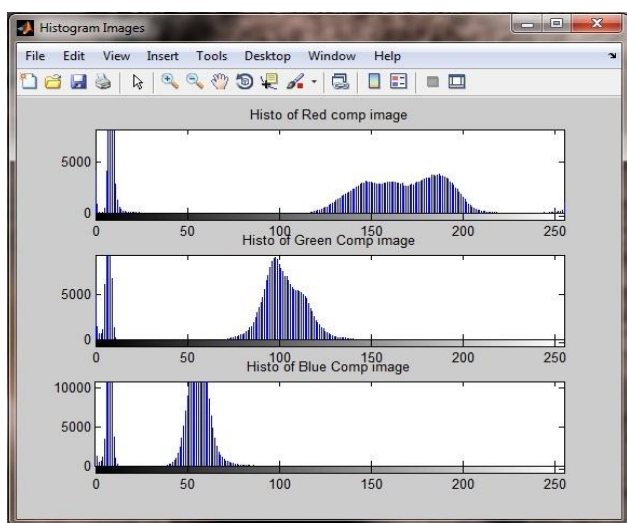 Histogram Images
File Edit View Insert Tools Desktop Window Help
Histo of Red comp image
5000
0
0 50 100 150 200 250
Histo of Green Comp image
5000
0
0 50 100 150 200 250
Histo of Blue Comp image
10000
5000
0
0 50 100 150 200 250